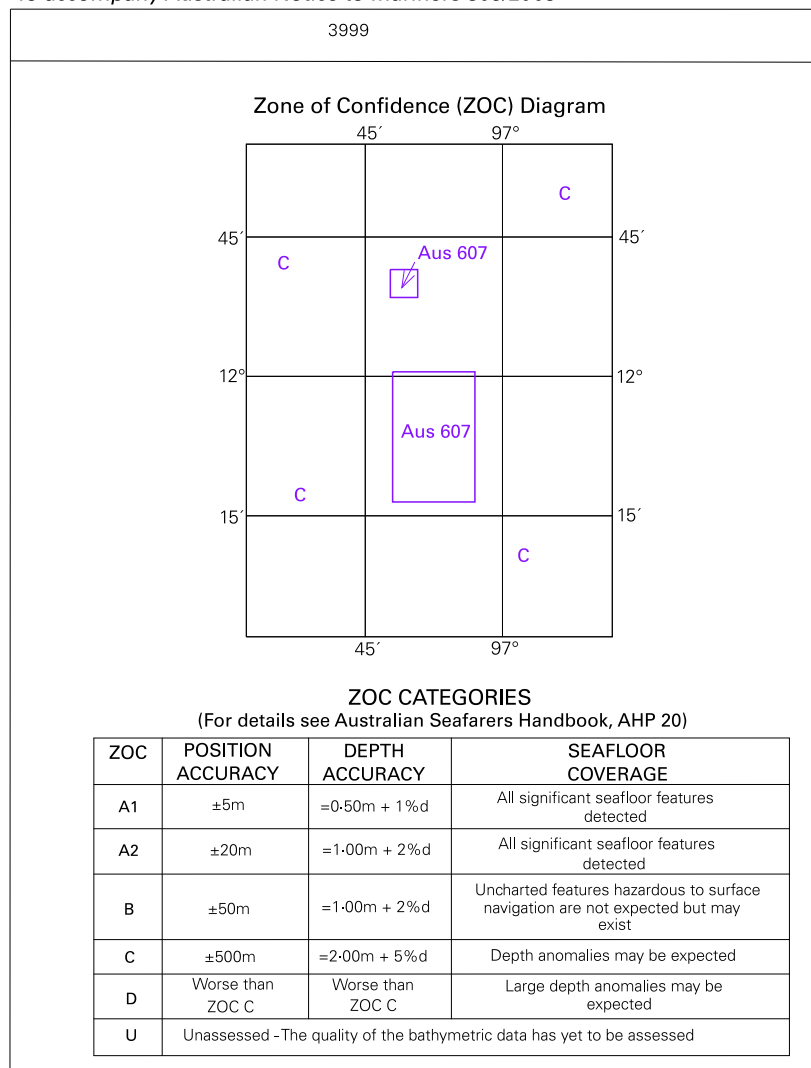 3999
Zone of Confidence (ZOC) Diagram
45´ 97°
C
45´ 45´
Aus 607
C
12° 12°
Aus 607
C
15´ 15´
C
45´ 97°
ZOC CATEGORIES
(For details see Australian Seafarers Handbook, AHP 20)
ZOC POSITION ACCURACY DEPTH ACCURACY SEAFLOOR COVERAGE
A1 ±5m =0·50m + 1%d All significant seafloor features detected
A2 ±20m =1·00m + 2%d All significant seafloor features detected
B ±50m =1·00m + 2%d Uncharted features hazardous to surface navigation are not expected but may exist
C ±500m =2·00m + 5%d Depth anomalies may be expected
D Worse than ZOC C Worse than ZOC C Large depth anomalies may be expected
U Unassessed - The quality of the bathymetric data has yet to be assessed